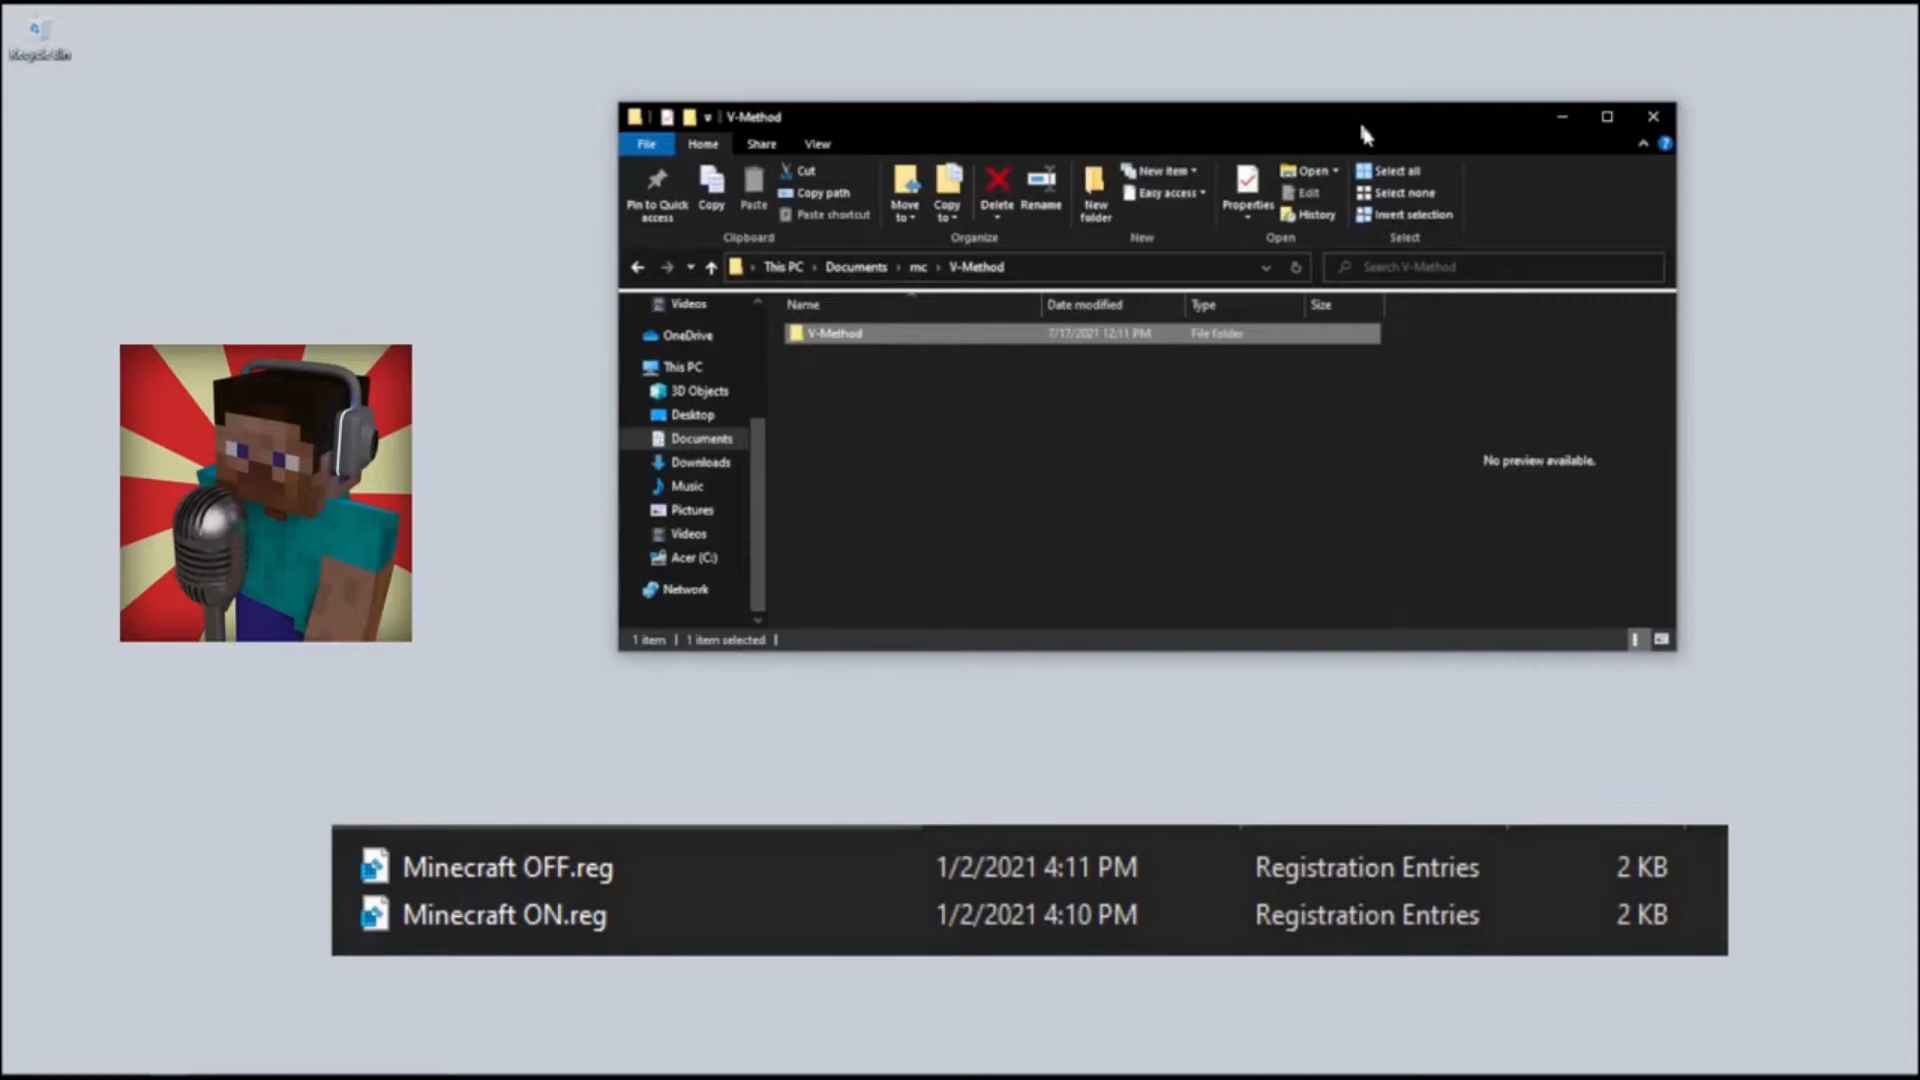 Recycle Bin
V-Method
File Home Share View
Pin to Quick access
Copy
Paste
Cut
Copy path
Paste shortcut
Clipboard
Move to
Copy to
Delete
Rename
Organize
New folder
New item
Easy access
New
Properties
Open
Edit
History
Open
Select all
Select none
Invert selection
Select
This PC > Documents > mc > V-Method
Search V-Method
Name Date modified Type Size
V-Method 7/17/2021 12:11 PM File folder
Videos
OneDrive
This PC
3D Objects
Desktop
Documents
Downloads
Music
Pictures
Videos
Acer (C:)
Network
No preview available.
1 item | 1 item selected |
Minecraft OFF.reg 1/2/2021 4:11 PM Registration Entries 2 KB
Minecraft ON.reg 1/2/2021 4:10 PM Registration Entries 2 KB